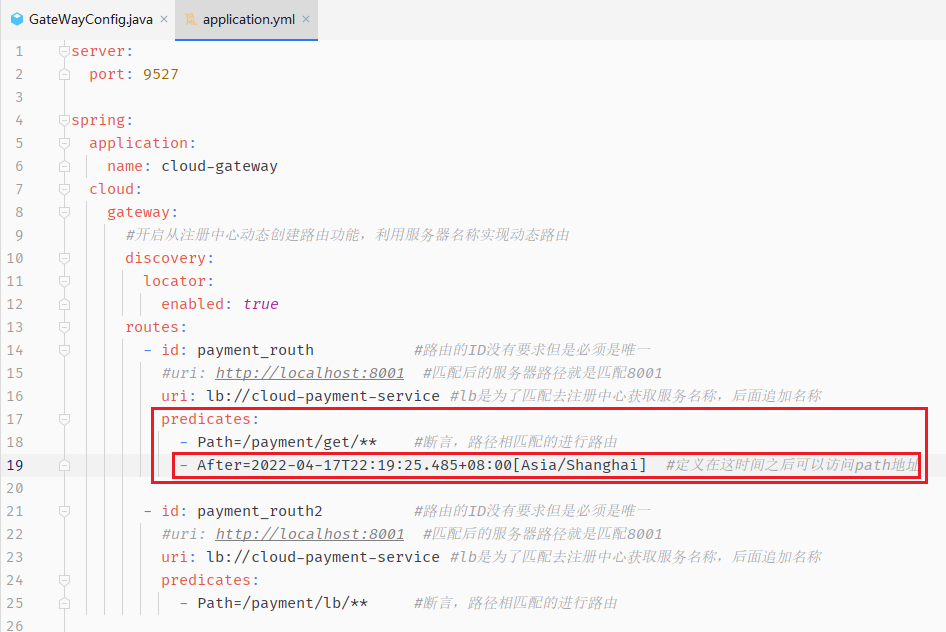 GateWayConfig.java × application.yml ×
1 server:
2 port: 9527
3
4 spring:
5 application:
6 name: cloud-gateway
7 cloud:
8 gateway:
9 #开启从注册中心动态创建路由功能，利用服务器名称实现动态路由
10 discovery:
11 locator:
12 enabled: true
13 routes:
14 - id: payment_routh #路由的ID没有要求但是必须是唯一
15 #uri: http://localhost:8001 #匹配后的服务器路径就是匹配8001
16 uri: lb://cloud-payment-service #lb是为了匹配去注册中心获取服务名称，后面追加名称
17 predicates:
18 - Path=/payment/get/** #断言，路径相匹配的进行路由
19 - After=2022-04-17T22:19:25.485+08:00[Asia/Shanghai] #定义在这时间之后可以访问path地址
20
21 - id: payment_routh2 #路由的ID没有要求但是必须是唯一
22 #uri: http://localhost:8001 #匹配后的服务器路径就是匹配8001
23 uri: lb://cloud-payment-service #lb是为了匹配去注册中心获取服务名称，后面追加名称
24 predicates:
25 - Path=/payment/lb/** #断言，路径相匹配的进行路由
26